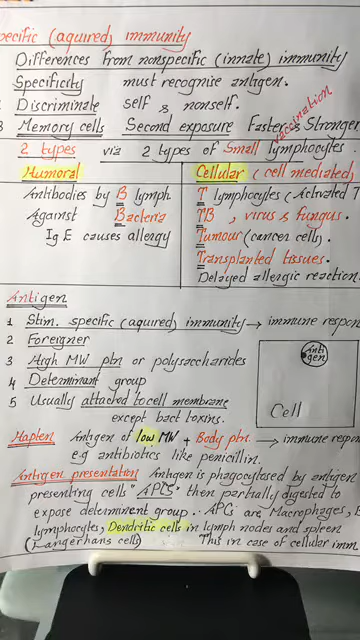 pecific (aquired) immunity
Differences from nonspecific (innate) immunity
Specificity must recognise antigen.
2 Discriminate self & nonself.
3 Memory cells Second exposure Faster & Stronger
vaccination
2 types via 2 types of Small lymphocytes.
Humoral Cellular (cell mediated)
Antibodies by B lymph T lymphocytes (Activated T
Against Bacteria TB, virus & fungus.
Ig E causes allergy Tumour (cancer cells).
Transplanted tissues.
Delayed allergic reaction
Antigen
1 Stim. specific (aquired) immunity → immune respon
2 Foreigner
3 High MW ptn or polysaccharides
4 Determinant group
5 Usually attached to cell membrane
except bact toxins.
Anti gen
Cell
Hapten Antigen of low MW + Body ptn. → immune respon
e.g antibiotics like penicillin.
Antigen presentation Antigen is phagocytosed by antigen
presenting cells "APCs" then partially digested to
expose determinant group. APCs are Macrophages, B
lymphocytes, Dendritic cells in lymph nodes and spleen
(Langerhans cells) This in case of cellular imm